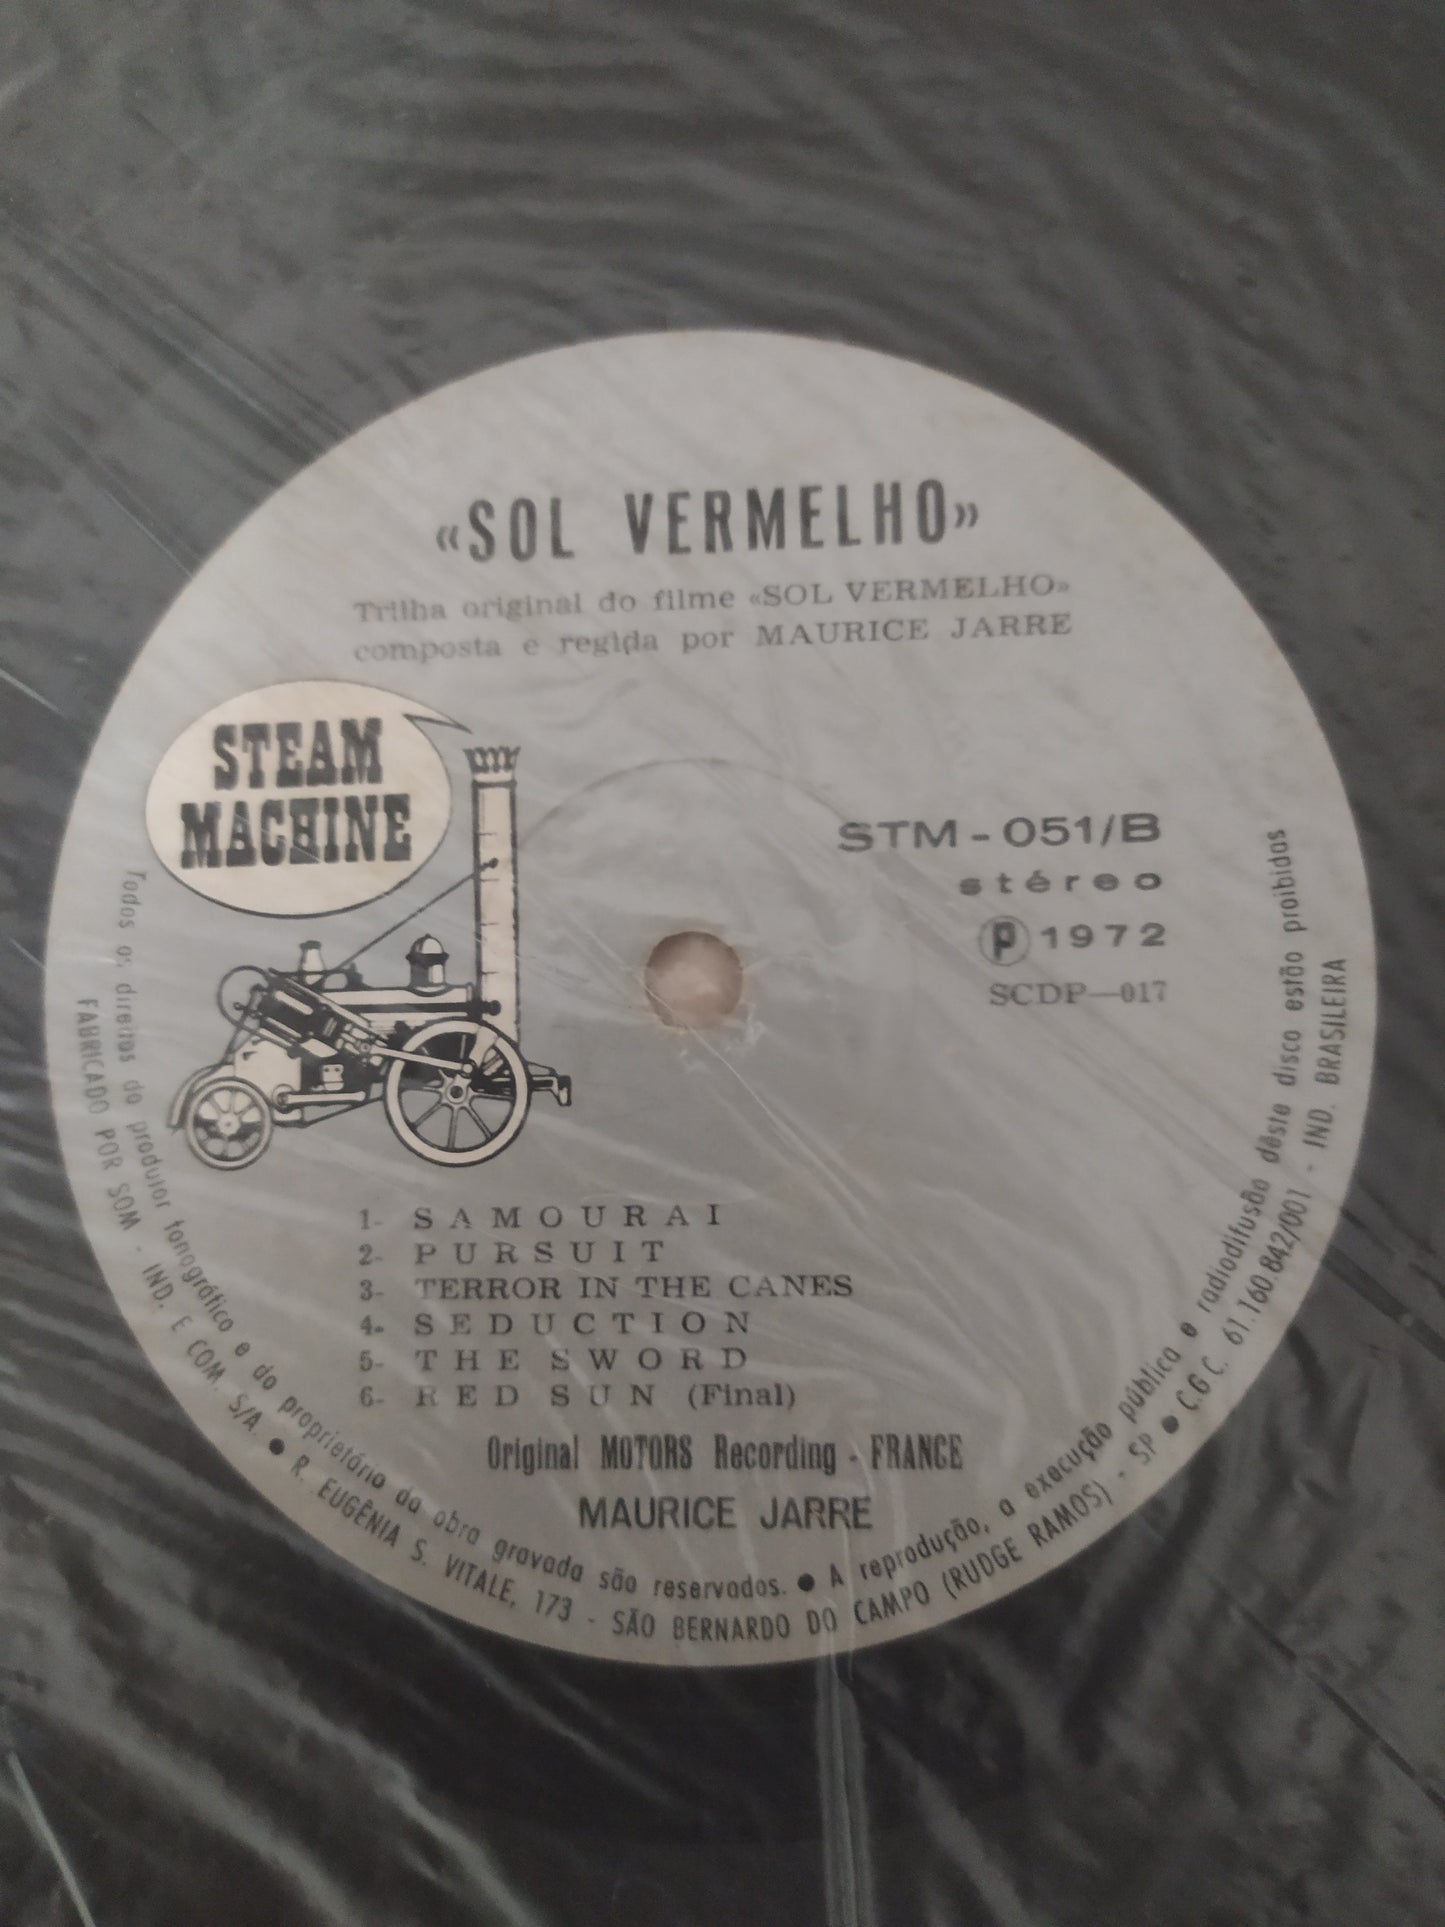 «SOL VERMELHO»
Trilha original do filme «SOL VERMELHO»
composta e regida por MAURICE JARRE
STEAM
MACHINE
STM-051/B
stéreo
Ⓟ 1972
SCDP—017
1- SAMOURAI
2- PURSUIT
3- TERROR IN THE CANES
4- SEDUCTION
5- THE SWORD
6- RED SUN (Final)
Original MOTORS Recording - FRANCE
MAURICE JARRE
Todos os direitos do produtor fonográfico e do proprietário da obra gravada são reservados. ● A reprodução, a execução pública e radiodifusão dêste disco estão proibidas
FABRICADO POR SOM - IND. E COM. S/A. ● R. EUGÊNIA S. VITALE, 173 - SÃO BERNARDO DO CAMPO (RUDGE RAMOS) - SP ● C.G.C. 61.160.842/001 - IND. BRASILEIRA